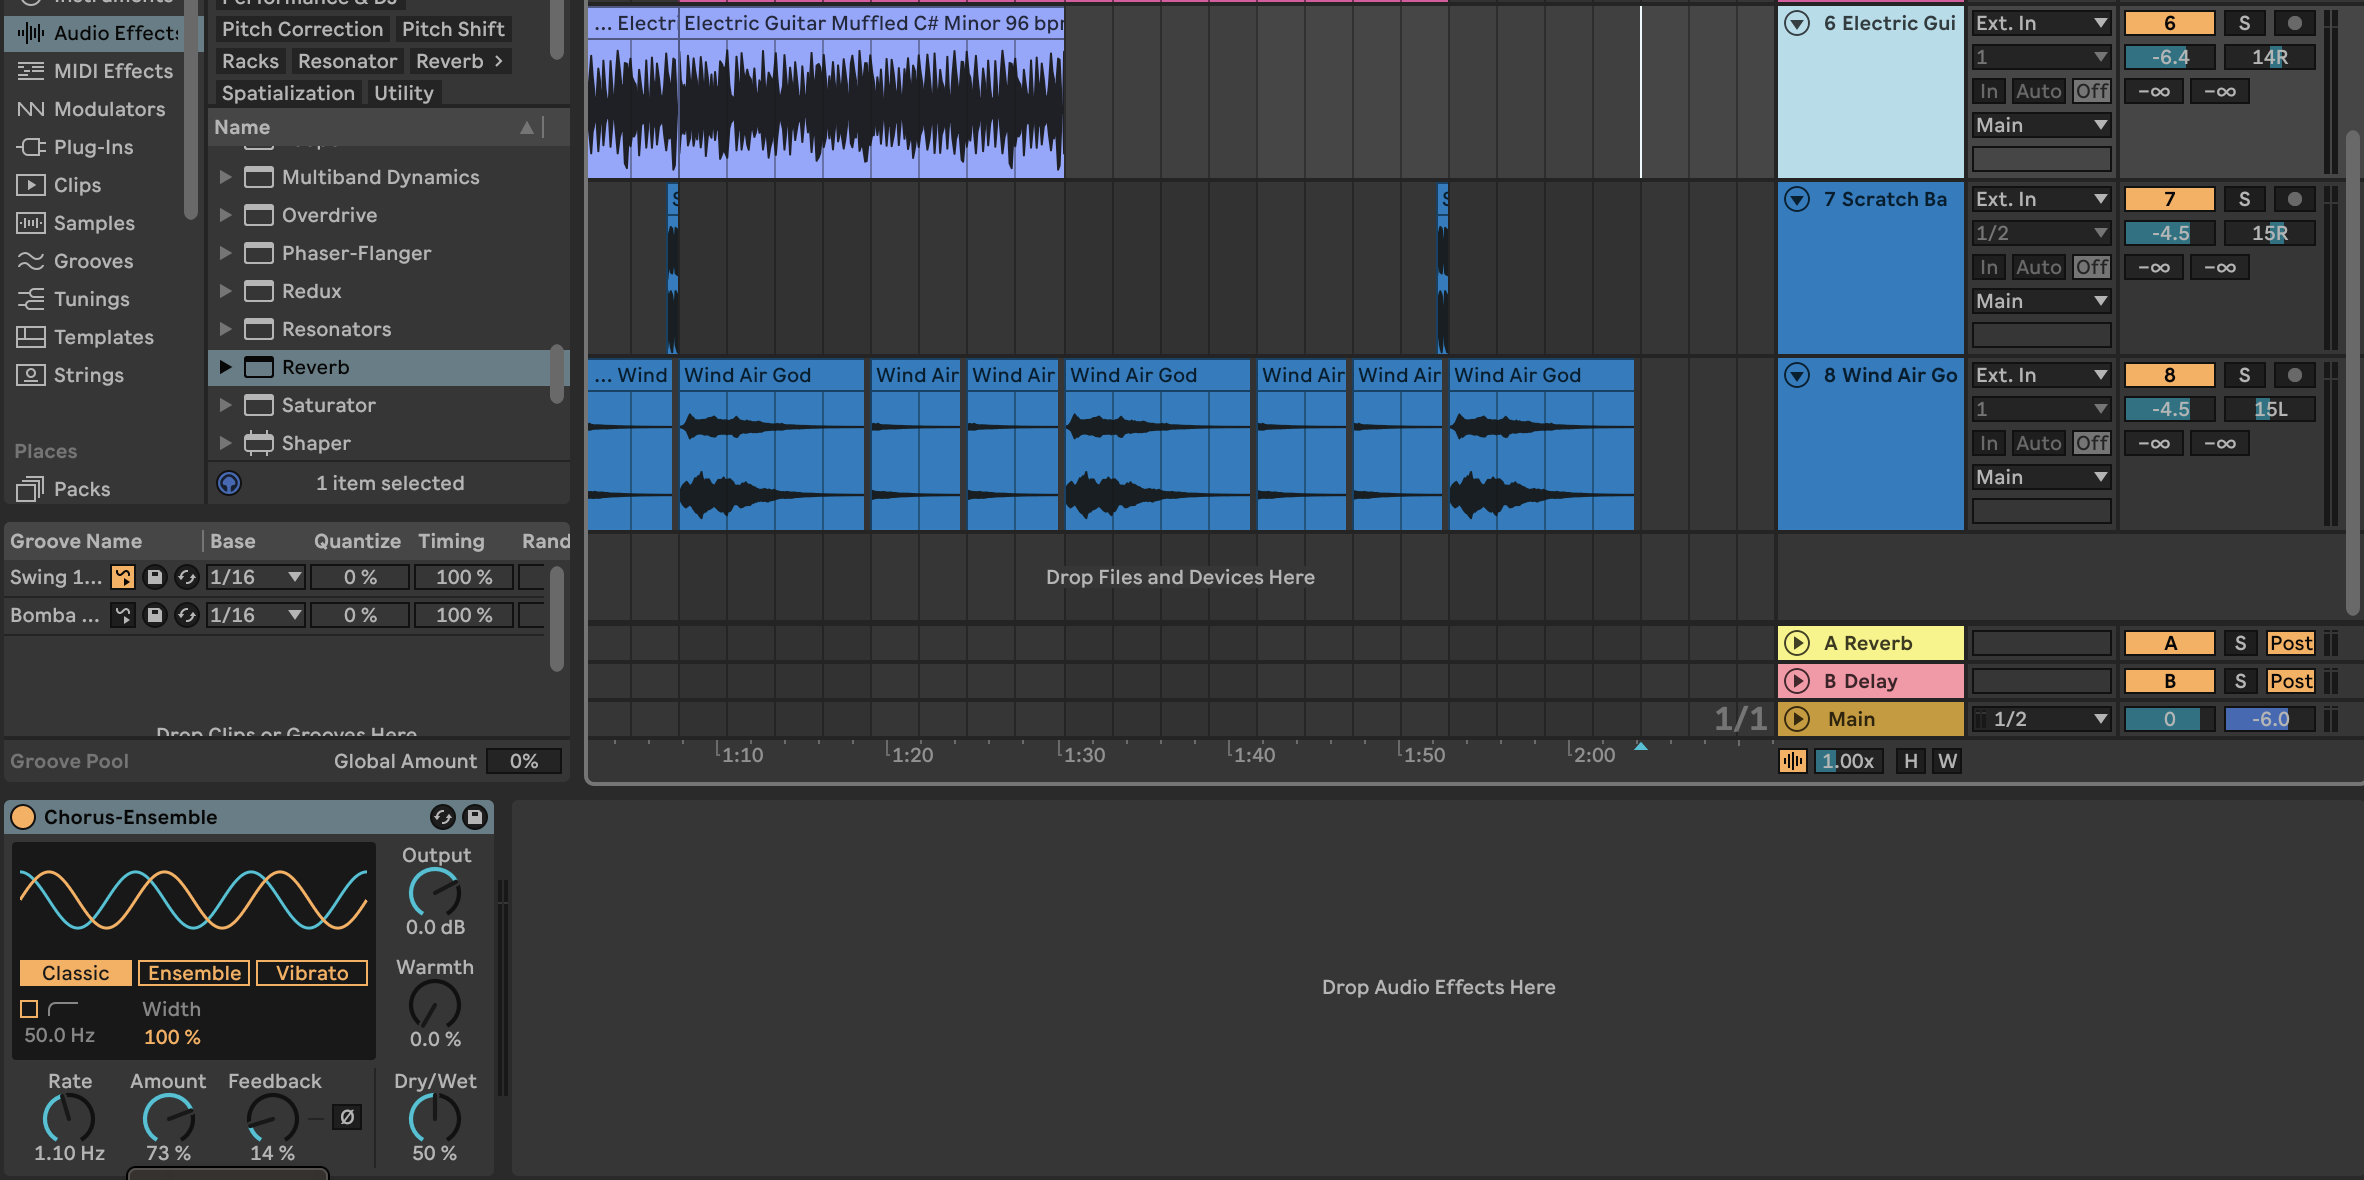 Instruments
Audio Effects
MIDI Effects
Modulators
Plug-Ins
Clips
Samples
Grooves
Tunings
Templates
Strings
Places
Packs
Performance & DJ
Pitch Correction Pitch Shift
Racks Resonator Reverb >
Spatialization Utility
Name
Multiband Dynamics
Overdrive
Phaser-Flanger
Redux
Resonators
Reverb
Saturator
Shaper
1 item selected
Groove Name Base Quantize Timing Rand
Swing 1... 1/16 0 % 100 %
Bomba ... 1/16 0 % 100 %
Drop Clips or Grooves Here
Groove Pool Global Amount 0%
... Electr Electric Guitar Muffled C# Minor 96 bpm
S S
... Wind Wind Air God Wind Air Wind Air Wind Air God Wind Air Wind Air Wind Air God
Drop Files and Devices Here
1/1
1:10 1:20 1:30 1:40 1:50 2:00
6 Electric Gui Ext. In 6 S
1 -6.4 14R
In Auto Off -∞ -∞
Main
7 Scratch Ba Ext. In 7 S
1/2 -4.5 15R
In Auto Off -∞ -∞
Main
8 Wind Air Go Ext. In 8 S
1 -4.5 15L
In Auto Off -∞ -∞
Main
A Reverb A S Post
B Delay B S Post
Main 1/2 0 -6.0
1.00x H W
Chorus-Ensemble
Output
0.0 dB
Classic Ensemble Vibrato
Warmth
0.0 %
Width
50.0 Hz 100 %
Rate Amount Feedback Dry/Wet
Ø
1.10 Hz 73 % 14 % 50 %
Drop Audio Effects Here